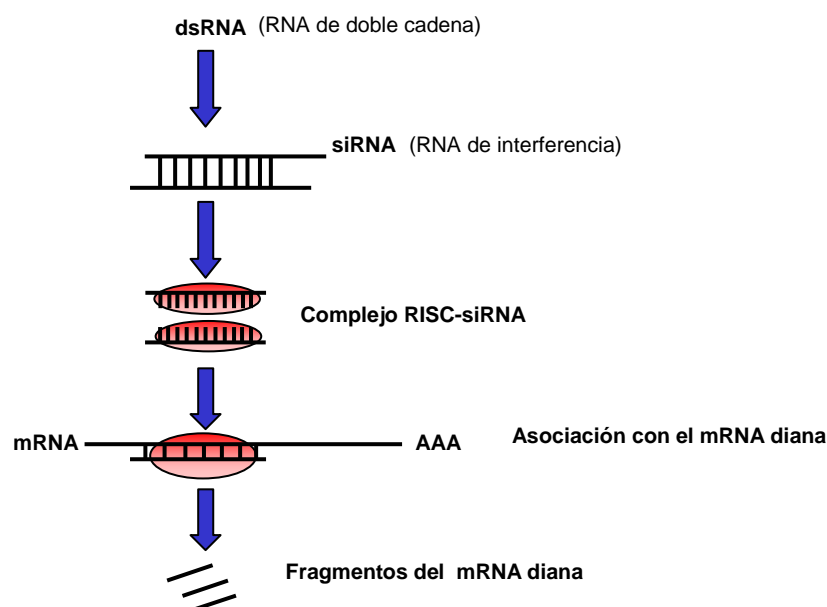 dsRNA (RNA de doble cadena)
siRNA (RNA de interferencia)
Complejo RISC-siRNA
mRNA AAA Asociación con el mRNA diana
Fragmentos del mRNA diana